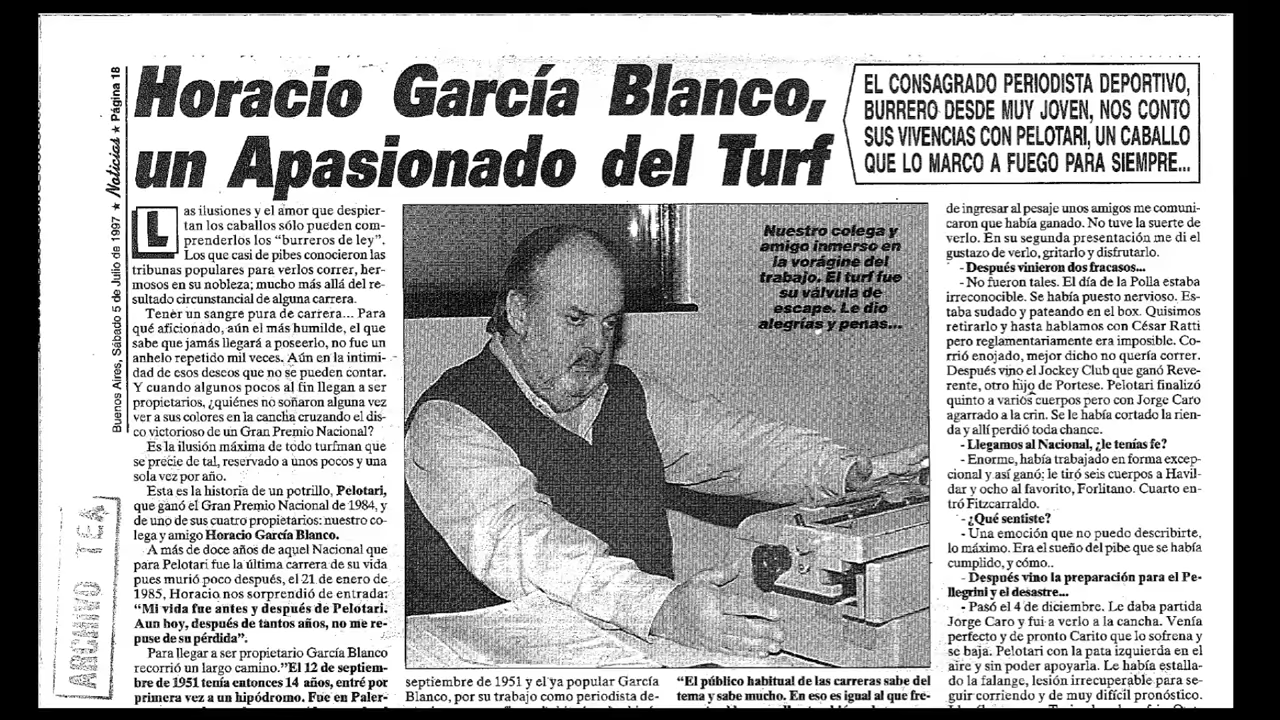 Horacio García Blanco,
un Apasionado del Turf
EL CONSAGRADO PERIODISTA DEPORTIVO,
BURRERO DESDE MUY JOVEN, NOS CONTO
SUS VIVENCIAS CON PELOTARI, UN CABALLO
QUE LO MARCO A FUEGO PARA SIEMPRE...
Buenos Aires, Sábado 5 de Julio de 1997 ★ Noticias ★ Página 18
Las ilusiones y el amor que despier-
tan los caballos sólo pueden com-
prenderlos los "burreros de ley".
Los que casi de pibes conocieron las
tribunas populares para verlos correr, her-
mosos en su nobleza; mucho más allá del re-
sultado circunstancial de alguna carrera.
Tener un sangre pura de carrera... Para
qué aficionado, aún el más humilde, el que
sabe que jamás llegará a poseerlo, no fue un
anhelo repetido mil veces. Aún en la intimi-
dad de esos deseos que no se pueden contar.
Y cuando algunos pocos al fin llegan a ser
propietarios, ¿quiénes no soñaron alguna vez
ver a sus colores en la cancha cruzando el dis-
co victorioso de un Gran Premio Nacional?
Es la ilusión máxima de todo turfman que
se precie de tal, reservado a unos pocos y una
sola vez por año.
Esta es la historia de un potrillo, Pelotari,
que ganó el Gran Premio Nacional de 1984, y
de uno de sus cuatro propietarios: nuestro co-
lega y amigo Horacio García Blanco.
A más de doce años de aquel Nacional que
para Pelotari fue la última carrera de su vida
pues murió poco después, el 21 de enero de
1985, Horacio nos sorprendió de entrada:
"Mi vida fue antes y después de Pelotari.
Aun hoy, después de tantos años, no me re-
puse de su pérdida".
Para llegar a ser propietario García Blanco
recorrió un largo camino."El 12 de septiem-
bre de 1951 tenía entonces 14 años, entré por
primera vez a un hipódromo. Fue en Paler-
ARCHIVO TEA
Nuestro colega y
amigo inmerso en
la vorágine del
trabajo. El turf fue
su válvula de
escape. Le dio
alegrías y penas...
septiembre de 1951 y el ya popular García
Blanco, por su trabajo como periodista de-
"El público habitual de las carreras sabe del
tema y sabe mucho. En eso es igual al que fre-
de ingresar al pesaje unos amigos me comuni-
caron que había ganado. No tuve la suerte de
verlo. En su segunda presentación me di el
gustazo de verlo, gritarlo y disfrutarlo.
- Después vinieron dos fracasos...
- No fueron tales. El día de la Polla estaba
irreconocible. Se había puesto nervioso. Es-
taba sudado y pateando en el box. Quisimos
retirarlo y hasta hablamos con César Ratti
pero reglamentariamente era imposible. Co-
rrió enojado, mejor dicho no quería correr.
Después vino el Jockey Club que ganó Reve-
rente, otro hijo de Portese. Pelotari finalizó
quinto a varios cuerpos pero con Jorge Caro
agarrado a la crin. Se le había cortado la rien-
da y allí perdió toda chance.
- Llegamos al Nacional, ¿le tenías fe?
- Enorme, había trabajado en forma excep-
cional y así ganó: le tiró seis cuerpos a Havil-
dar y ocho al favorito, Forlitano. Cuarto en-
tró Fitzcarraldo.
- ¿Qué sentiste?
- Una emoción que no puedo describirte,
lo máximo. Era el sueño del pibe que se había
cumplido, y cómo..
- Después vino la preparación para el Pe-
llegrini y el desastre...
- Pasó el 4 de diciembre. Le daba partida
Jorge Caro y fui a verlo a la cancha. Venía
perfecto y de pronto Carito que lo sofrena y
se baja. Pelotari con la pata izquierda en el
aire y sin poder apoyarla. Le había estalla-
do la falange, lesión irrecuperable para se-
guir corriendo y de muy difícil pronóstico.